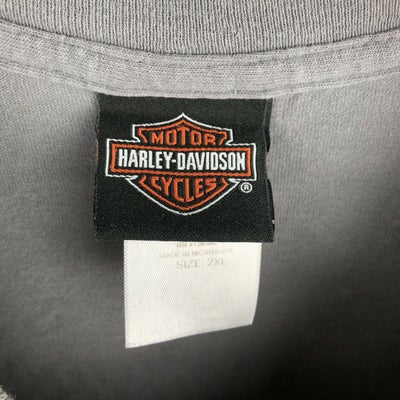 MOTOR
HARLEY-DAVIDSON
CYCLES ®
MADE IN NICARAGUA
SIZE: 2XL